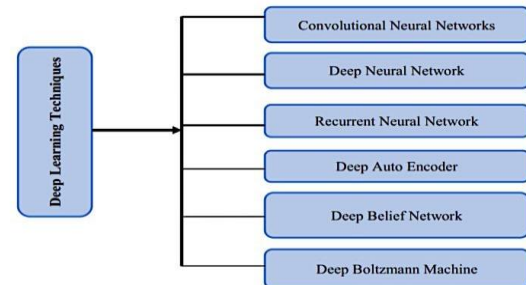 Deep Learning Techniques
Convolutional Neural Networks
Deep Neural Network
Recurrent Neural Network
Deep Auto Encoder
Deep Belief Network
Deep Boltzmann Machine